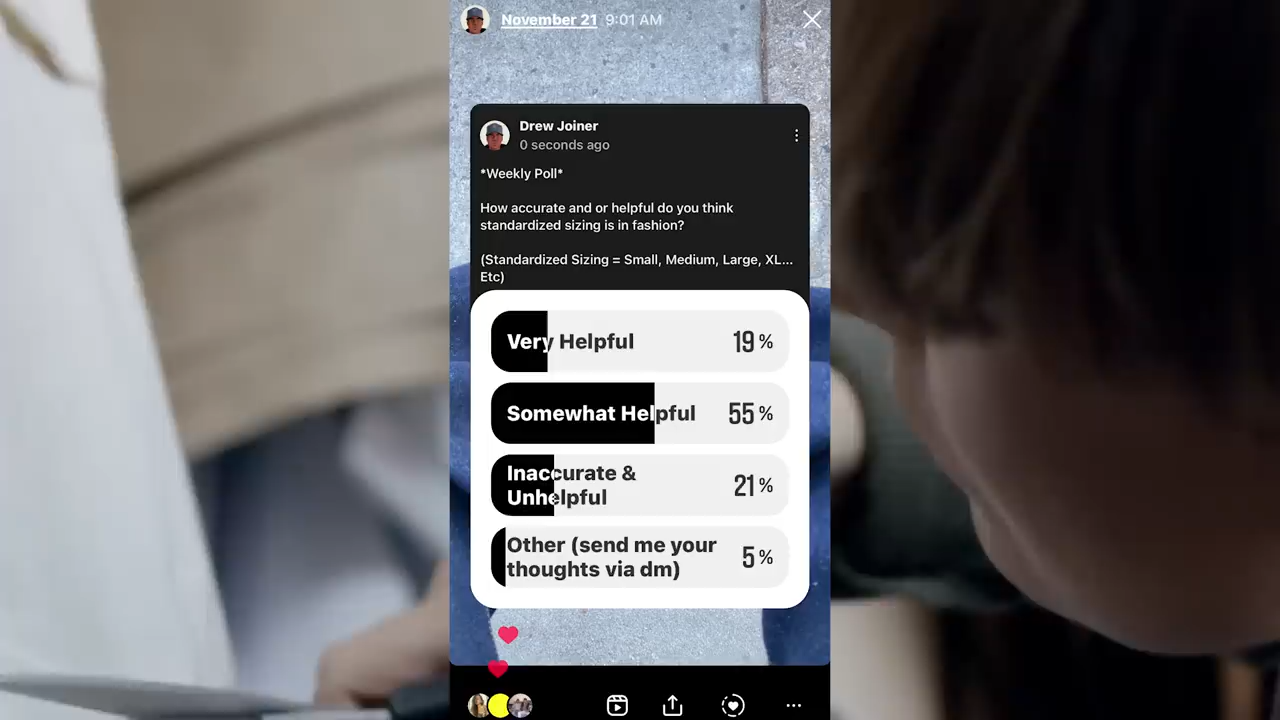 November 21 9:01 AM
Drew Joiner
0 seconds ago
*Weekly Poll*
How accurate and or helpful do you think
standardized sizing is in fashion?
(Standardized Sizing = Small, Medium, Large, XL...
Etc)
Very Helpful 19%
Somewhat Helpful 55%
Inaccurate &
Unhelpful 21%
Other (send me your
thoughts via dm) 5%